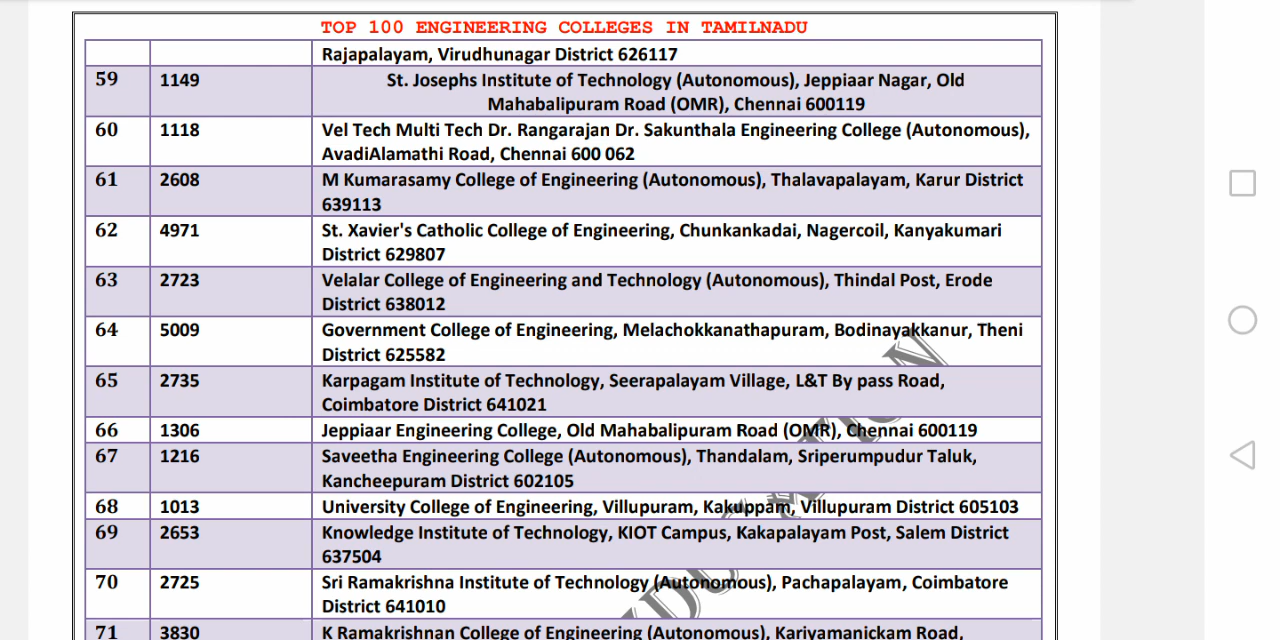 TOP 100 ENGINEERING COLLEGES IN TAMILNADU
Rajapalayam, Virudhunagar District 626117
59 1149 St. Josephs Institute of Technology (Autonomous), Jeppiaar Nagar, Old
Mahabalipuram Road (OMR), Chennai 600119
60 1118 Vel Tech Multi Tech Dr. Rangarajan Dr. Sakunthala Engineering College (Autonomous),
AvadiAlamathi Road, Chennai 600 062
61 2608 M Kumarasamy College of Engineering (Autonomous), Thalavapalayam, Karur District
639113
62 4971 St. Xavier's Catholic College of Engineering, Chunkankadai, Nagercoil, Kanyakumari
District 629807
63 2723 Velalar College of Engineering and Technology (Autonomous), Thindal Post, Erode
District 638012
64 5009 Government College of Engineering, Melachokkanathapuram, Bodinayakkanur, Theni
District 625582
65 2735 Karpagam Institute of Technology, Seerapalayam Village, L&T By pass Road,
Coimbatore District 641021
66 1306 Jeppiaar Engineering College, Old Mahabalipuram Road (OMR), Chennai 600119
67 1216 Saveetha Engineering College (Autonomous), Thandalam, Sriperumpudur Taluk,
Kancheepuram District 602105
68 1013 University College of Engineering, Villupuram, Kakuppam, Villupuram District 605103
69 2653 Knowledge Institute of Technology, KIOT Campus, Kakapalayam Post, Salem District
637504
70 2725 Sri Ramakrishna Institute of Technology (Autonomous), Pachapalayam, Coimbatore
District 641010
71 3830 K Ramakrishnan College of Engineering (Autonomous), Kariyamanickam Road,